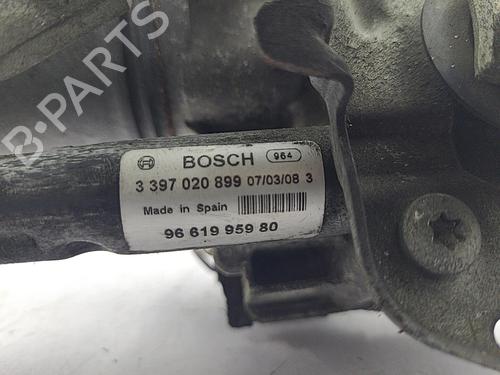 B-PARTS
BOSCH 964
3 397 020 899 07/03/08 3
Made in Spain
96 619 959 80